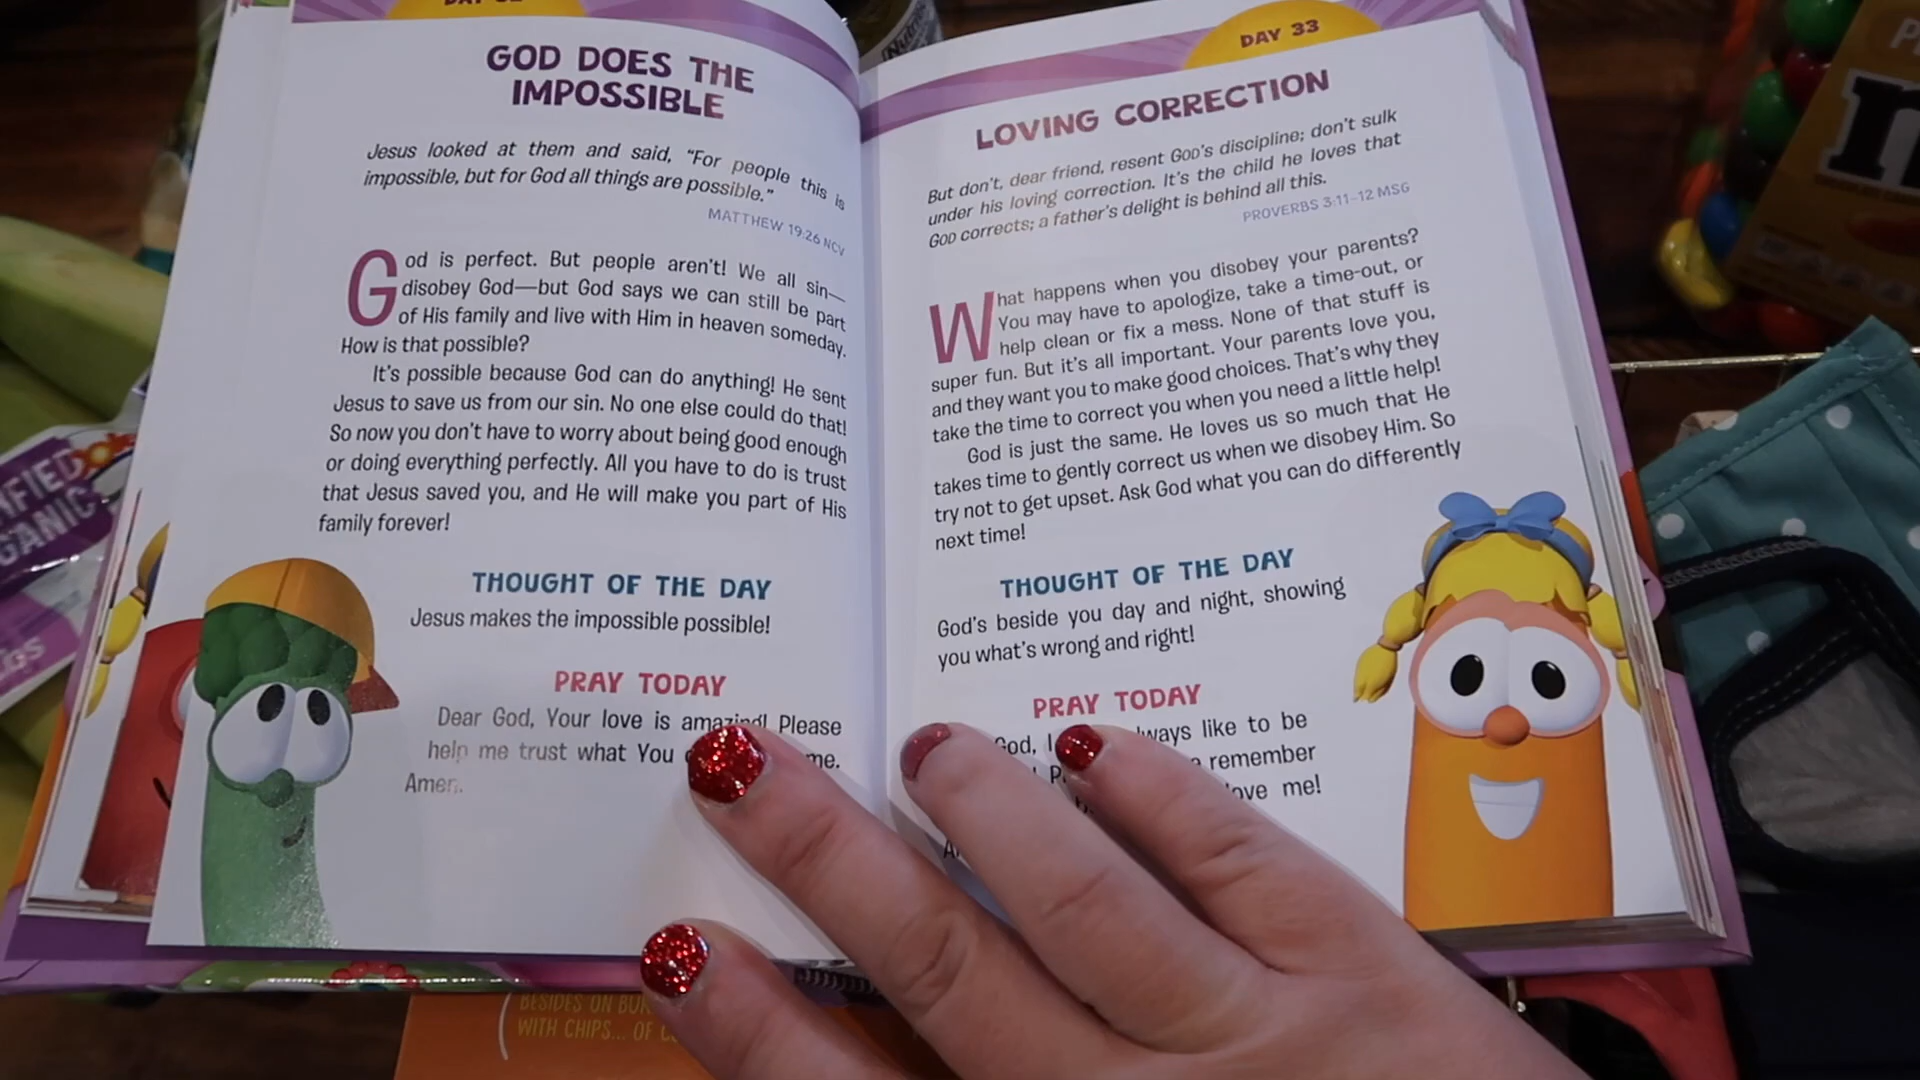 GOD DOES THE
IMPOSSIBLE
Jesus looked at them and said, "For people this is
impossible, but for God all things are possible."
MATTHEW 19:26 NCV
God is perfect. But people aren't! We all sin—
disobey God—but God says we can still be part
of His family and live with Him in heaven someday.
How is that possible?
It's possible because God can do anything! He sent
Jesus to save us from our sin. No one else could do that!
So now you don't have to worry about being good enough
or doing everything perfectly. All you have to do is trust
that Jesus saved you, and He will make you part of His
family forever!
THOUGHT OF THE DAY
Jesus makes the impossible possible!
PRAY TODAY
Dear God, Your love is amazing! Please
help me trust what You me.
Amen.
DAY 33
LOVING CORRECTION
But don't, dear friend, resent GOD's discipline; don't sulk
under his loving correction. It's the child he loves that
GOD corrects; a father's delight is behind all this.
PROVERBS 3:11–12 MSG
What happens when you disobey your parents?
You may have to apologize, take a time-out, or
help clean or fix a mess. None of that stuff is
super fun. But it's all important. Your parents love you,
and they want you to make good choices. That's why they
take the time to correct you when you need a little help!
God is just the same. He loves us so much that He
takes time to gently correct us when we disobey Him. So
try not to get upset. Ask God what you can do differently
next time!
THOUGHT OF THE DAY
God's beside you day and night, showing
you what's wrong and right!
PRAY TODAY
God, I like to be
remember
me!
BESIDES ON
WITH CHIPS... OF